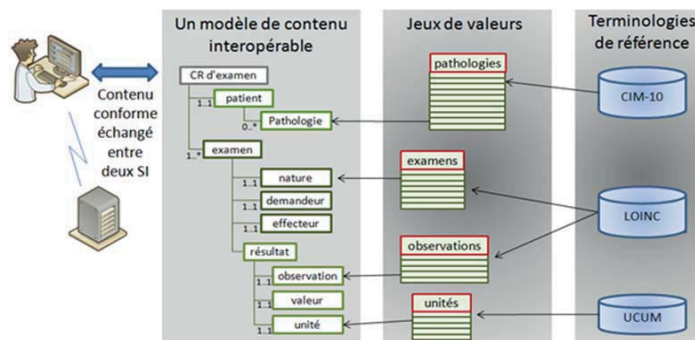 Un modèle de contenu
interopérable
Jeux de valeurs
Terminologies
de référence
Contenu
conforme
échangé
entre
deux SI
CR d'examen
1..1
patient
0..*
Pathologie
1..*
examen
1..1
nature
1..1
demandeur
1..1
effecteur
résultat
1..1
observation
1..1
valeur
1..1
unité
pathologies
examens
observations
unités
CIM-10
LOINC
UCUM